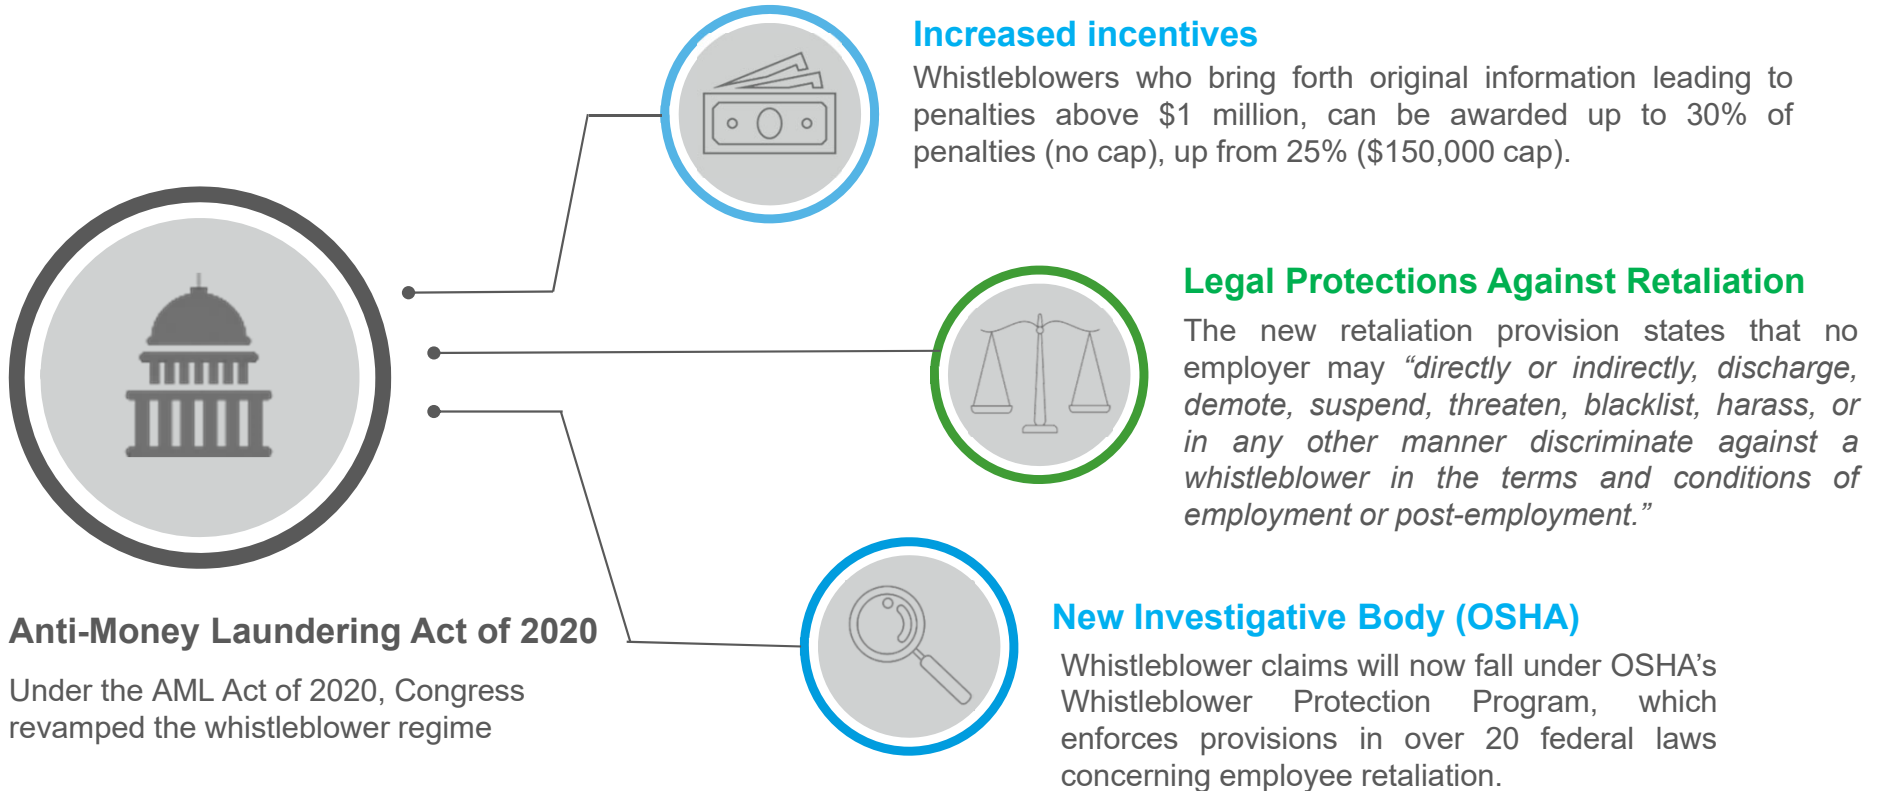 Increased incentives
Whistleblowers who bring forth original information leading to
penalties above $1 million, can be awarded up to 30% of
penalties (no cap), up from 25% ($150,000 cap).
Legal Protections Against Retaliation
The new retaliation provision states that no
employer may “directly or indirectly, discharge,
demote, suspend, threaten, blacklist, harass, or
in any other manner discriminate against a
whistleblower in the terms and conditions of
employment or post-employment.”
Anti-Money Laundering Act of 2020
Under the AML Act of 2020, Congress
revamped the whistleblower regime
New Investigative Body (OSHA)
Whistleblower claims will now fall under OSHA’s
Whistleblower Protection Program, which
enforces provisions in over 20 federal laws
concerning employee retaliation.